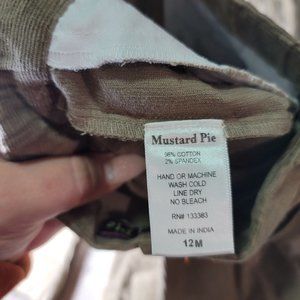 Mustard Pie
98% COTTON
2% SPANDEX
HAND OR MACHINE
WASH COLD
LINE DRY
NO BLEACH
RN# 133383
MADE IN INDIA
12M